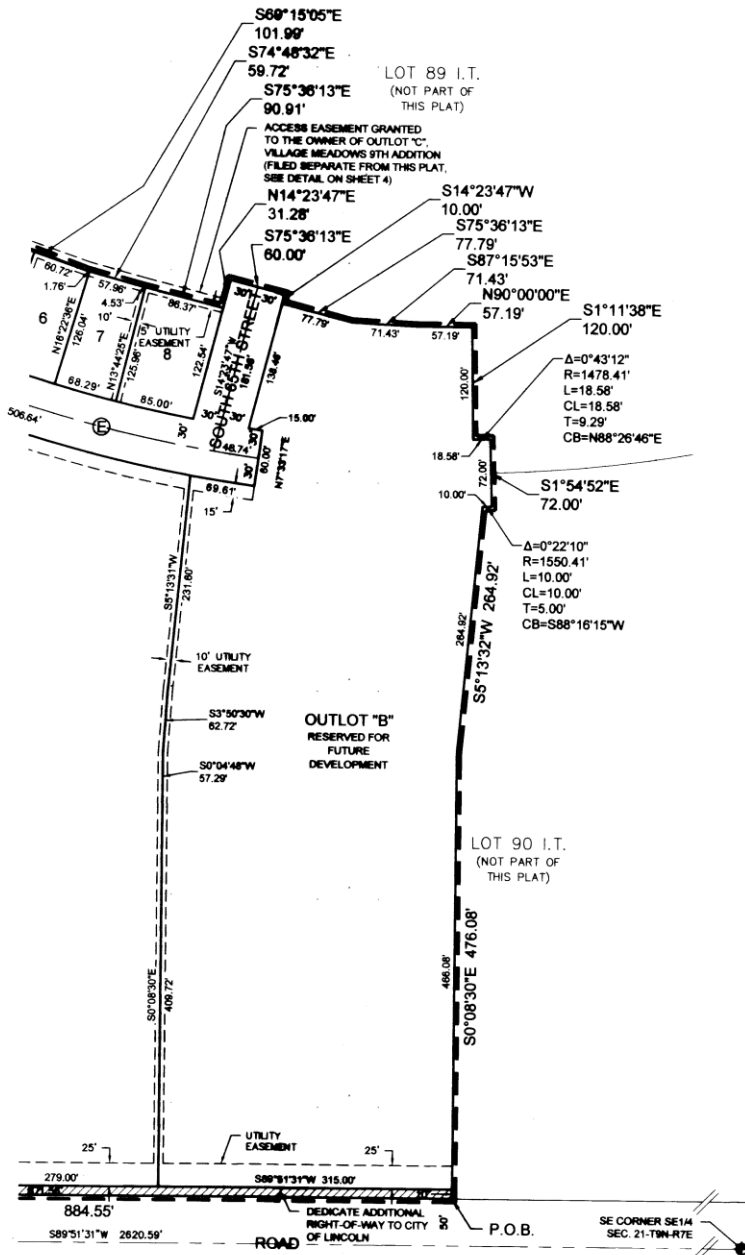 S69°15'05"E
101.99'
S74°48'32"E
59.72'
S75°36'13"E
90.91'
LOT 89 I.T.
(NOT PART OF
THIS PLAT)
ACCESS EASEMENT GRANTED
TO THE OWNER OF OUTLOT "C",
VILLAGE MEADOWS 9TH ADDITION
(FILED SEPARATE FROM THIS PLAT,
SEE DETAIL ON SHEET 4)
N14°23'47"E
31.28'
S75°36'13"E
60.00'
S14°23'47"W
10.00'
S75°36'13"E
77.79'
S87°15'53"E
71.43'
N90°00'00"E
57.19'
S1°11'38"E
120.00'
Δ=0°43'12"
R=1478.41'
L=18.58'
CL=18.58'
T=9.29'
CB=N88°26'46"E
60.72'
1.76'
57.96'
4.53'
86.37'
30'
30'
77.79'
71.43'
57.19'
6
N16°22'36"E
126.04'
7
10'
N13°44'25"E
125.96'
15'
UTILITY
EASEMENT
8
122.54'
S14°23'47"W
181.58'
SOUTH 65TH STREET
138.46'
120.00'
68.29'
85.00'
506.64'
E
30'
30'
30'
48.74'
15.00'
30'
60.00'
N7°33'17"E
69.61'
15'
18.58'
72.00'
10.00'
S1°54'52"E
72.00'
Δ=0°22'10"
R=1550.41'
L=10.00'
CL=10.00'
T=5.00'
CB=S88°16'15"W
S5°13'31"W
231.80'
264.92'
S5°13'32"W 264.92'
10' UTILITY
EASEMENT
S3°50'30"W
62.72'
S0°04'48"W
57.29'
OUTLOT "B"
RESERVED FOR
FUTURE
DEVELOPMENT
LOT 90 I.T.
(NOT PART OF
THIS PLAT)
S0°08'30"E
409.72'
466.08'
S0°08'30"E 476.08'
25'
UTILITY
EASEMENT
25'
279.00'
S89°51'31"W 315.00'
884.55'
DEDICATE ADDITIONAL
RIGHT-OF-WAY TO CITY
OF LINCOLN
50'
P.O.B.
S89°51'31"W 2620.59'
ROAD
SE CORNER SE1/4
SEC. 21-T9N-R7E